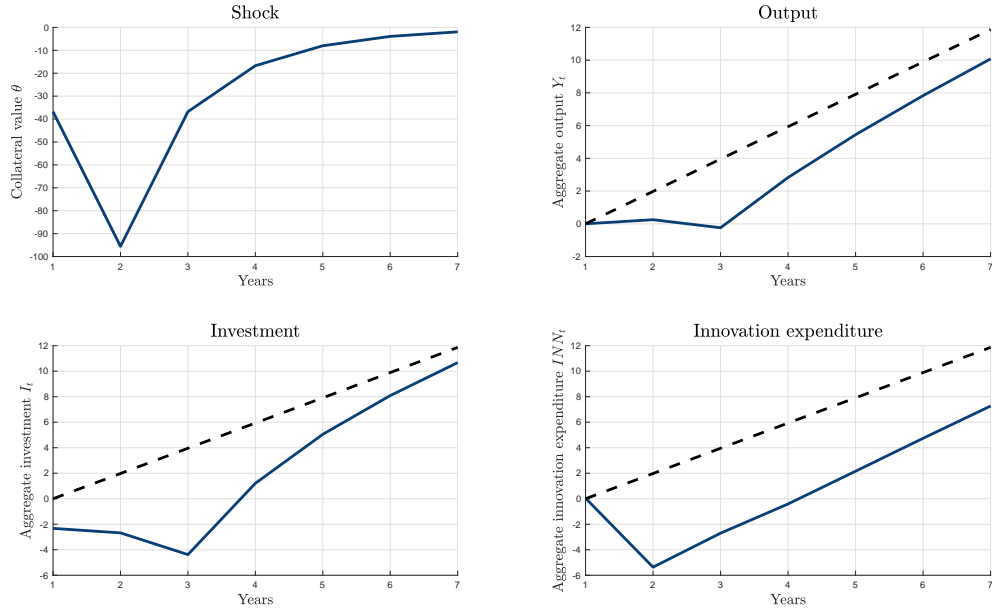 Shock
Collateral value θ
0
-10
-20
-30
-40
-50
-60
-70
-80
-90
-100
1 2 3 4 5 6 7
Years
Output
Aggregate output Y_t
12
10
8
6
4
2
0
-2
1 2 3 4 5 6 7
Years
Investment
Aggregate investment I_t
12
10
8
6
4
2
0
-2
-4
-6
1 2 3 4 5 6 7
Years
Innovation expenditure
Aggregate innovation expenditure INN_t
12
10
8
6
4
2
0
-2
-4
-6
1 2 3 4 5 6 7
Years